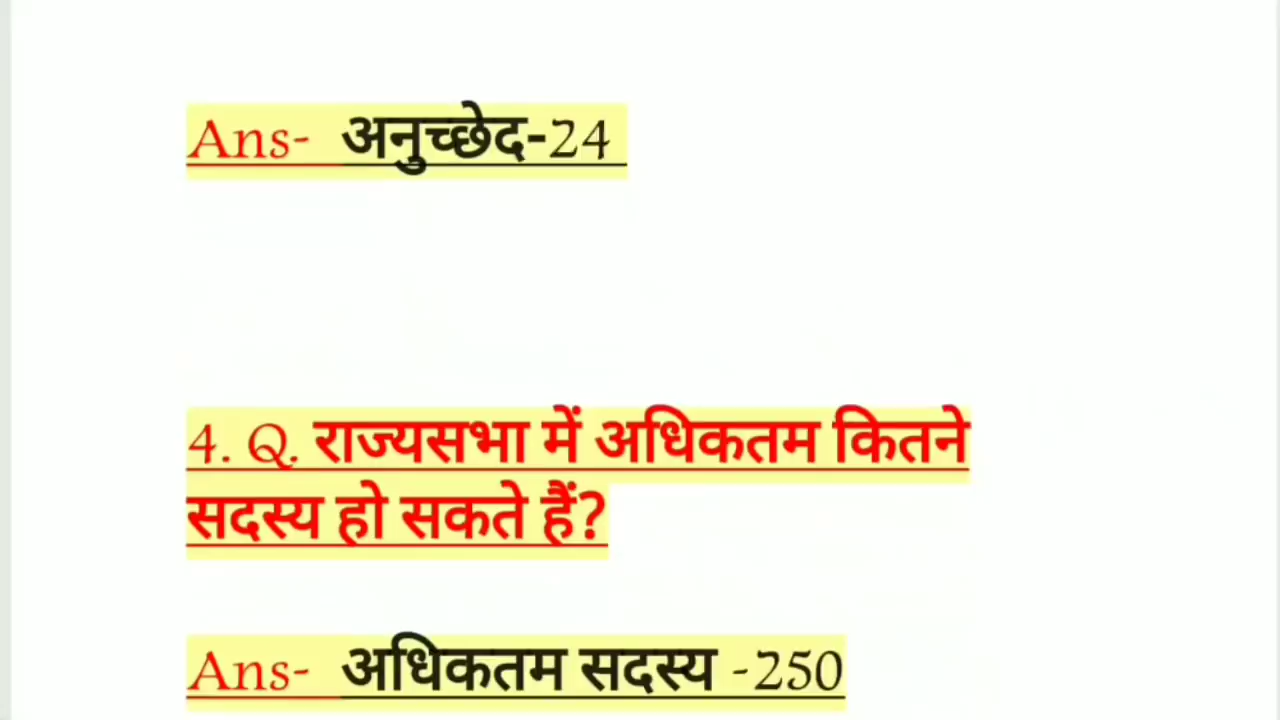 Ans- अनुच्छेद-24
4. Q. राज्यसभा में अधिकतम कितने
सदस्य हो सकते हैं?
Ans- अधिकतम सदस्य -250